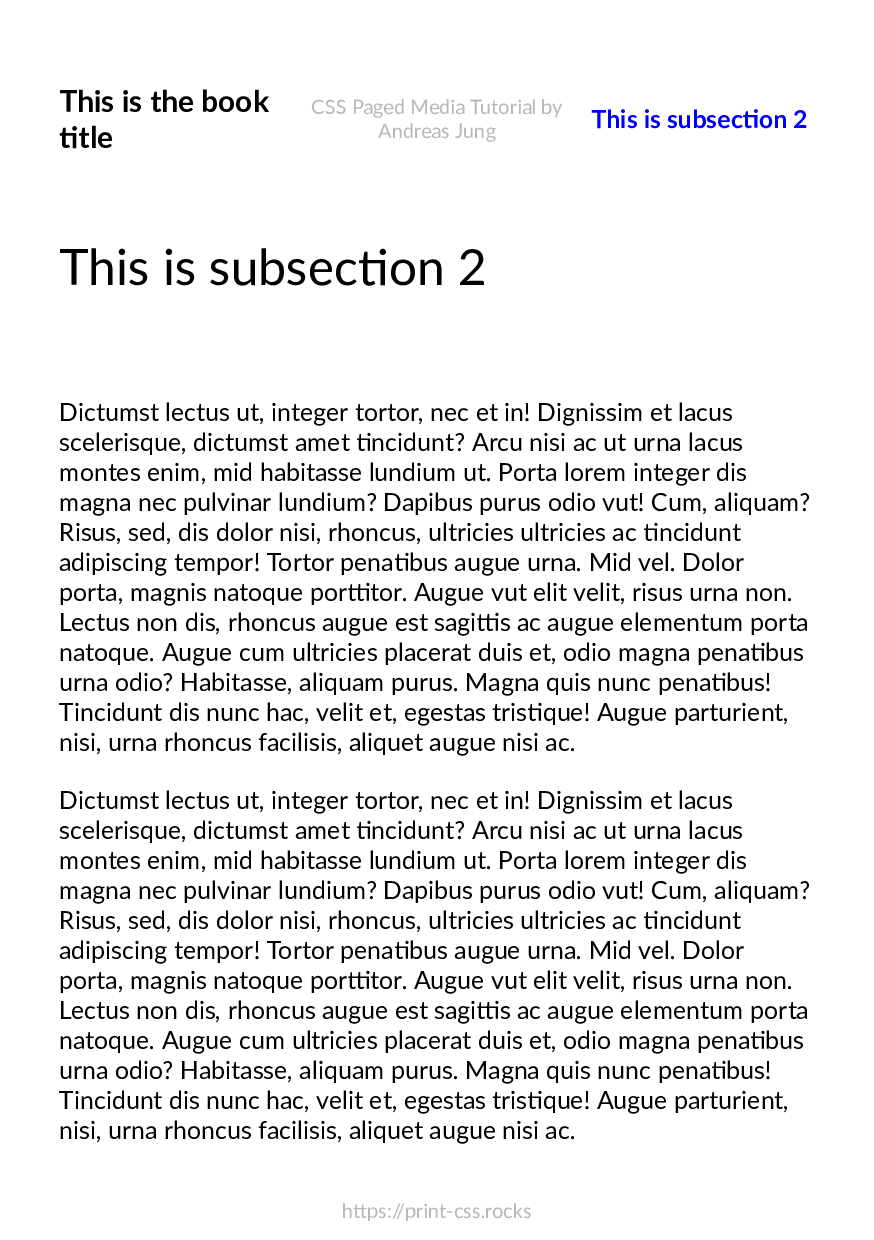 This is the book
title
CSS Paged Media Tutorial by
Andreas Jung
This is subsection 2
This is subsection 2
Dictumst lectus ut, integer tortor, nec et in! Dignissim et lacus
scelerisque, dictumst amet tincidunt? Arcu nisi ac ut urna lacus
montes enim, mid habitasse lundium ut. Porta lorem integer dis
magna nec pulvinar lundium? Dapibus purus odio vut! Cum, aliquam?
Risus, sed, dis dolor nisi, rhoncus, ultricies ultricies ac tincidunt
adipiscing tempor! Tortor penatibus augue urna. Mid vel. Dolor
porta, magnis natoque porttitor. Augue vut elit velit, risus urna non.
Lectus non dis, rhoncus augue est sagittis ac augue elementum porta
natoque. Augue cum ultricies placerat duis et, odio magna penatibus
urna odio? Habitasse, aliquam purus. Magna quis nunc penatibus!
Tincidunt dis nunc hac, velit et, egestas tristique! Augue parturient,
nisi, urna rhoncus facilisis, aliquet augue nisi ac.
Dictumst lectus ut, integer tortor, nec et in! Dignissim et lacus
scelerisque, dictumst amet tincidunt? Arcu nisi ac ut urna lacus
montes enim, mid habitasse lundium ut. Porta lorem integer dis
magna nec pulvinar lundium? Dapibus purus odio vut! Cum, aliquam?
Risus, sed, dis dolor nisi, rhoncus, ultricies ultricies ac tincidunt
adipiscing tempor! Tortor penatibus augue urna. Mid vel. Dolor
porta, magnis natoque porttitor. Augue vut elit velit, risus urna non.
Lectus non dis, rhoncus augue est sagittis ac augue elementum porta
natoque. Augue cum ultricies placerat duis et, odio magna penatibus
urna odio? Habitasse, aliquam purus. Magna quis nunc penatibus!
Tincidunt dis nunc hac, velit et, egestas tristique! Augue parturient,
nisi, urna rhoncus facilisis, aliquet augue nisi ac.
https://print-css.rocks